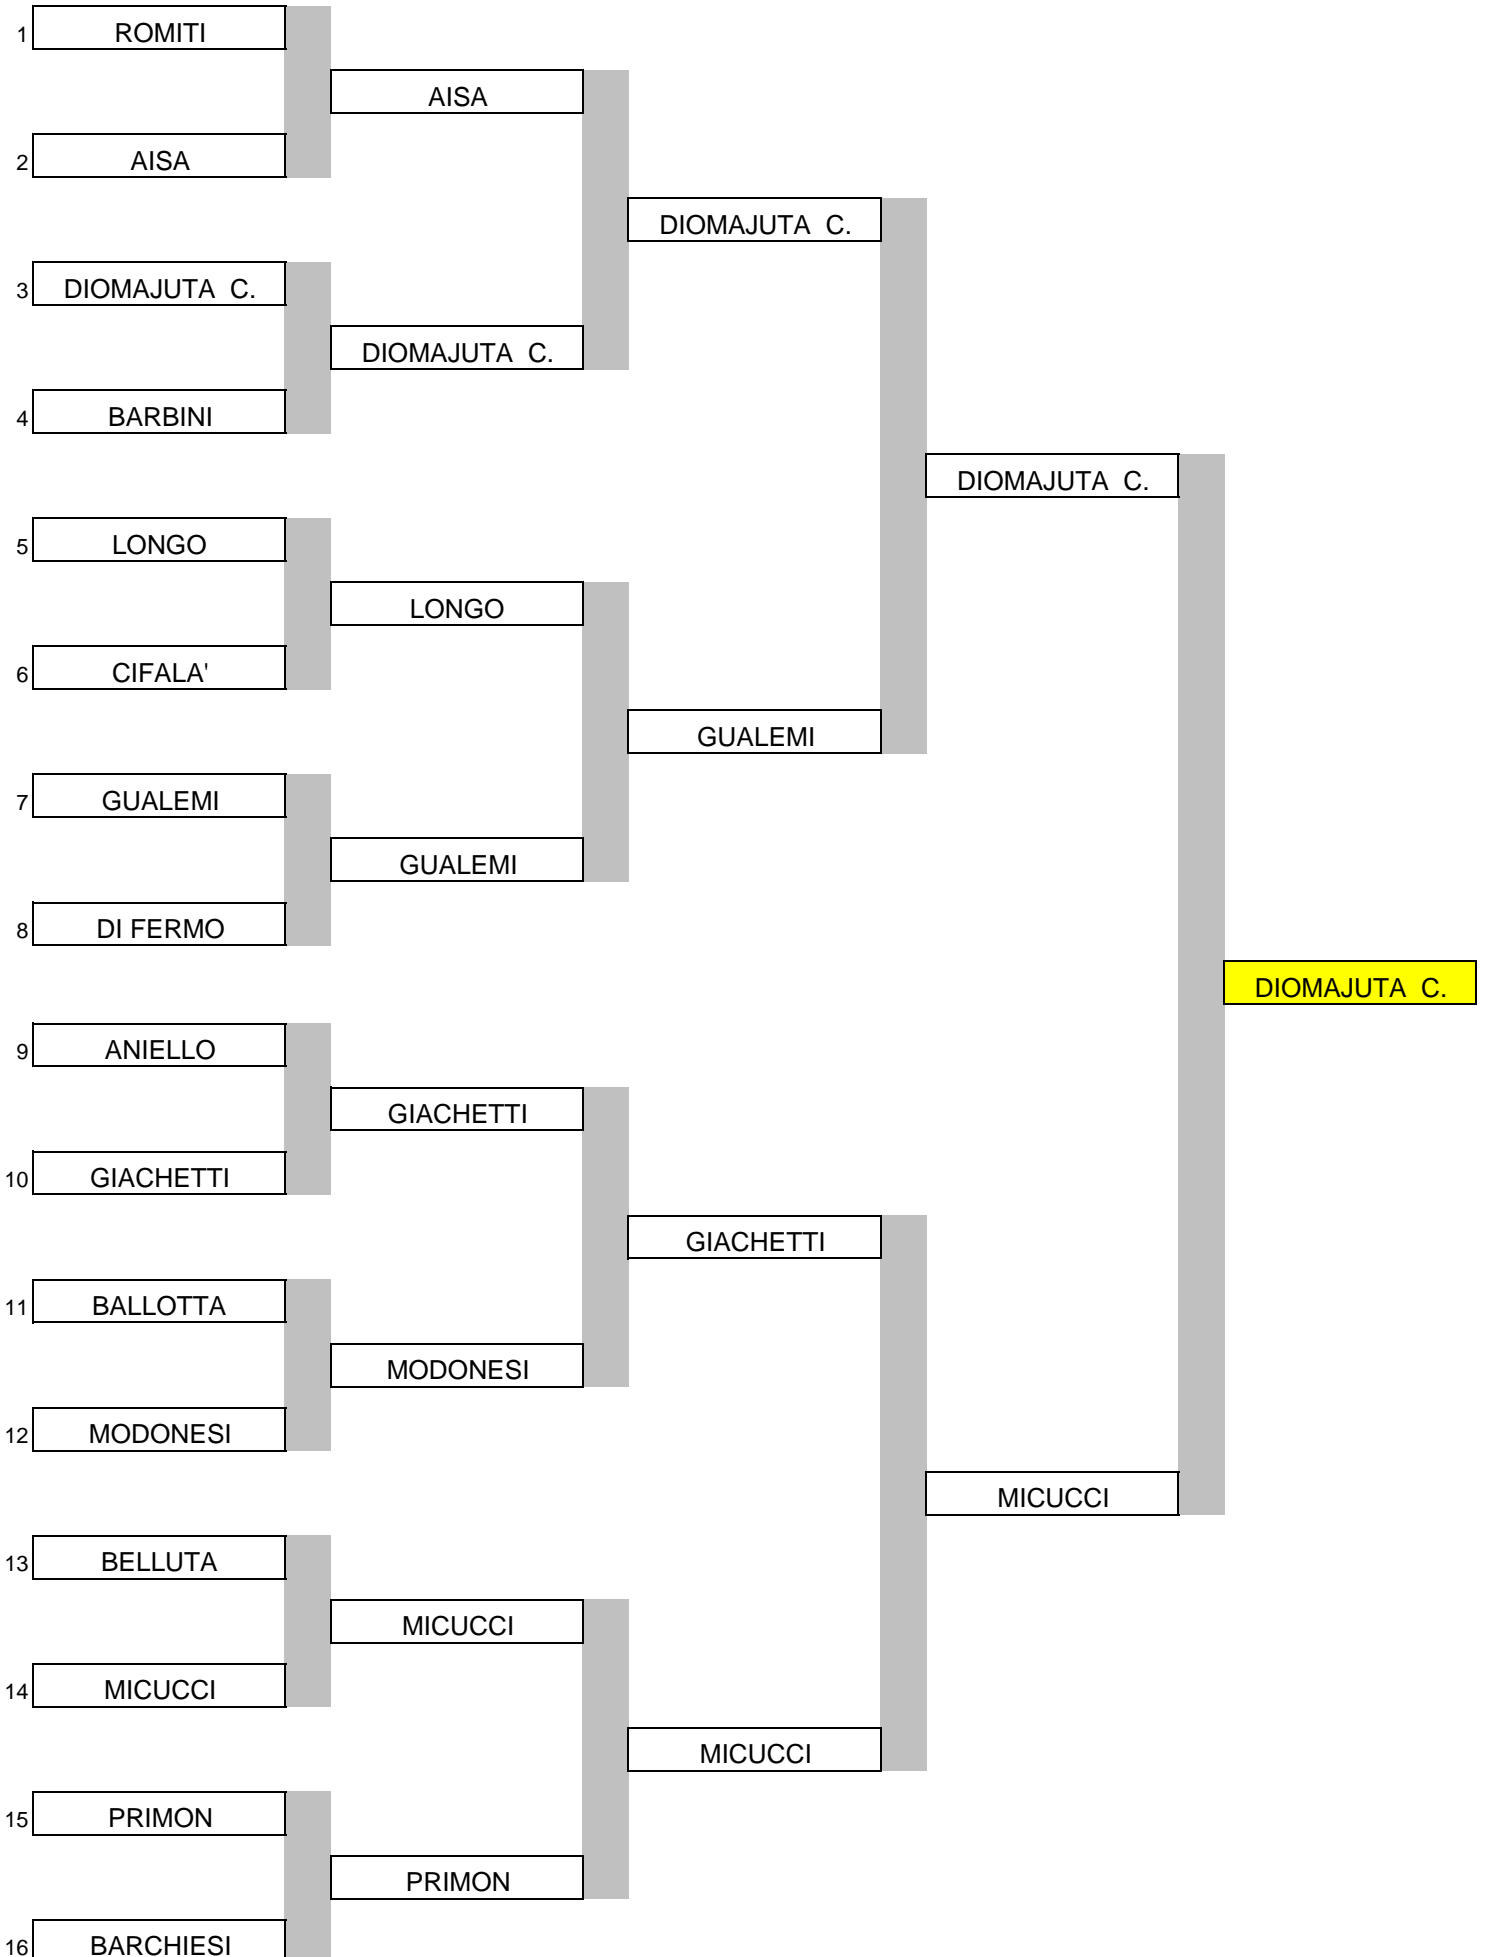 1 ROMITI
AISA
2 AISA
DIOMAJUTA C.
3 DIOMAJUTA C.
DIOMAJUTA C.
4 BARBINI
DIOMAJUTA C.
5 LONGO
LONGO
6 CIFALA'
GUALEMI
7 GUALEMI
GUALEMI
8 DI FERMO
DIOMAJUTA C.
9 ANIELLO
GIACHETTI
10 GIACHETTI
GIACHETTI
11 BALLOTTA
MODONESI
12 MODONESI
MICUCCI
13 BELLUTA
MICUCCI
14 MICUCCI
MICUCCI
15 PRIMON
PRIMON
16 BARCHIESI